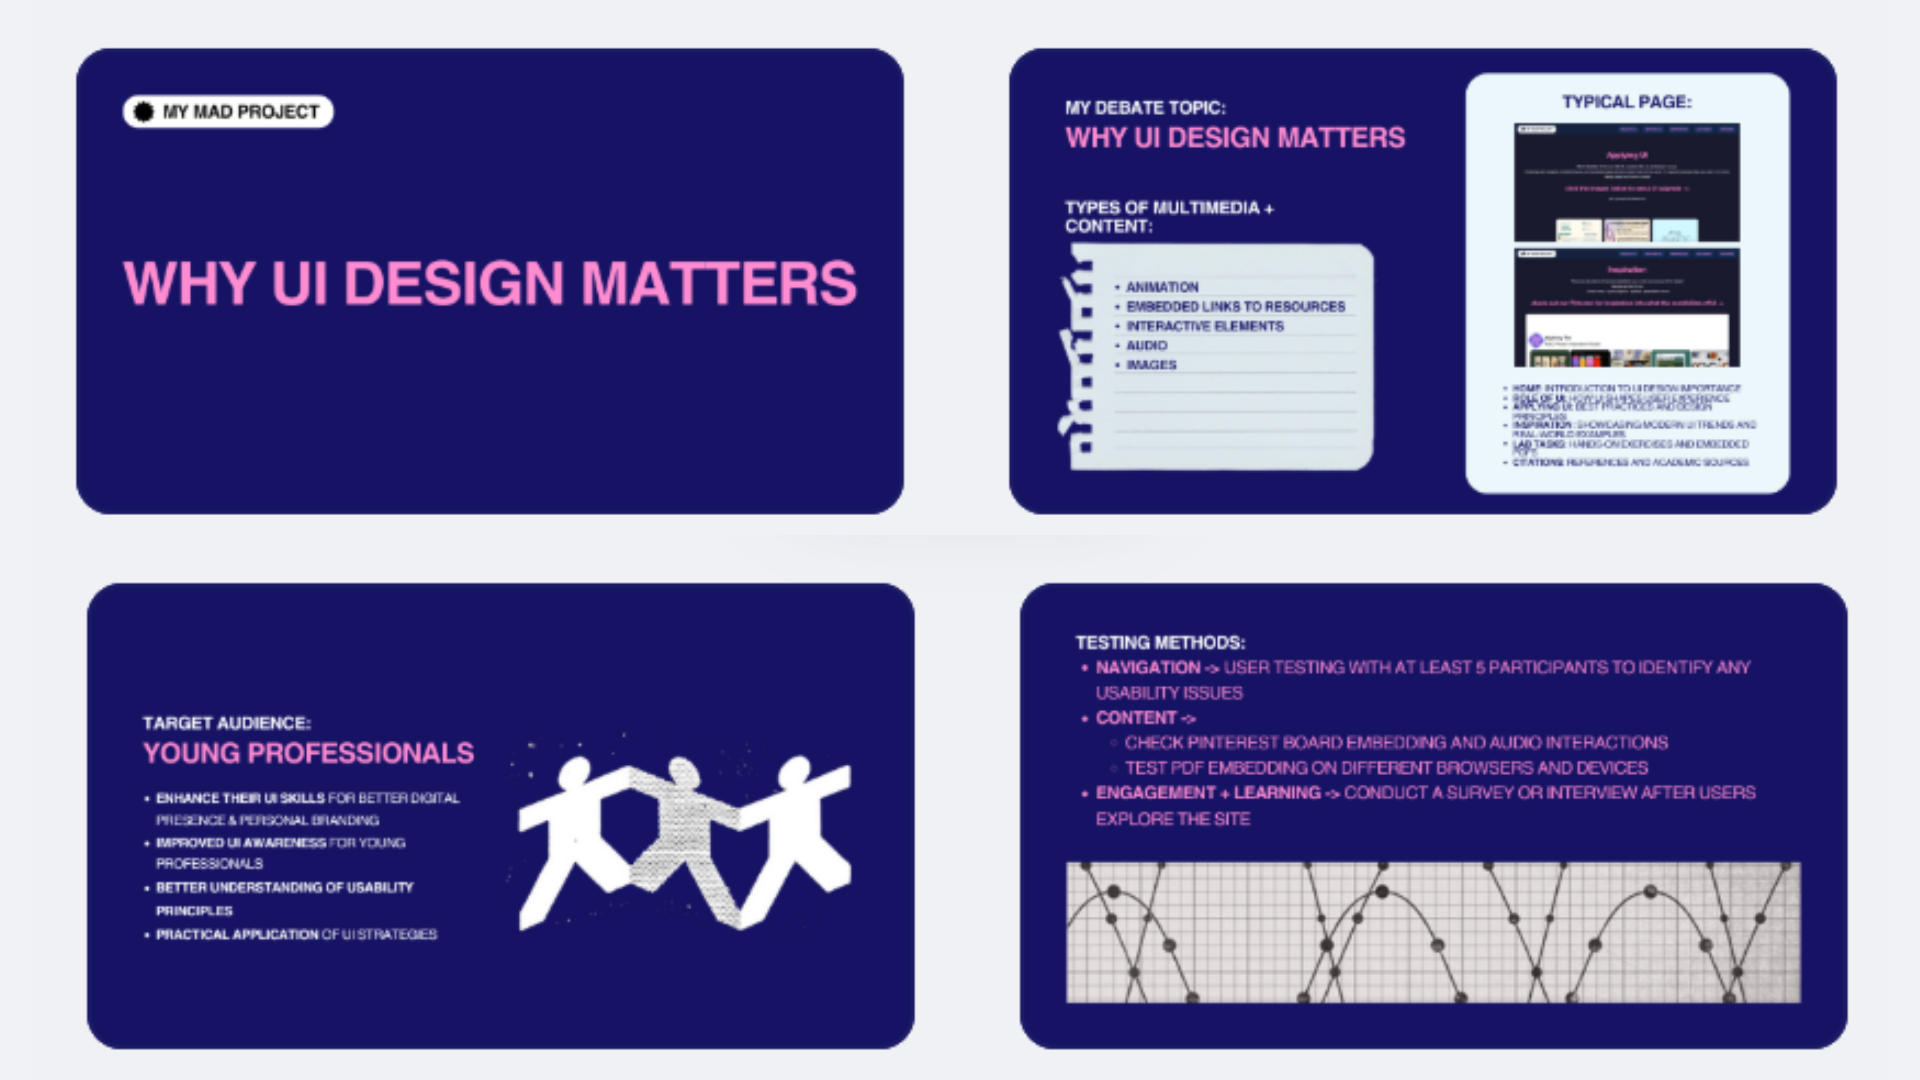 MY MAD PROJECT
WHY UI DESIGN MATTERS
MY DEBATE TOPIC:
WHY UI DESIGN MATTERS
TYPES OF MULTIMEDIA +
CONTENT:
• ANIMATION
• EMBEDDED LINKS TO RESOURCES
• INTERACTIVE ELEMENTS
• AUDIO
• IMAGES
TYPICAL PAGE:
Applying UI
Inspiration
• HOME: INTRODUCTION TO UI DESIGN IMPORTANCE
• ROLE OF UI: HOW UI SHAPES USER EXPERIENCE
• APPLYING UI: BEST PRACTICES AND DESIGN
PRINCIPLES
• INSPIRATION: SHOWCASING MODERN UI TRENDS AND
REAL-WORLD EXAMPLES
• LAB TASKS: HANDS-ON EXERCISES AND EMBEDDED
PDFS
• CITATIONS: REFERENCES AND ACADEMIC SOURCES
TARGET AUDIENCE:
YOUNG PROFESSIONALS
• ENHANCE THEIR UI SKILLS FOR BETTER DIGITAL
PRESENCE & PERSONAL BRANDING
• IMPROVED UI AWARENESS FOR YOUNG
PROFESSIONALS
• BETTER UNDERSTANDING OF USABILITY
PRINCIPLES
• PRACTICAL APPLICATION OF UI STRATEGIES
TESTING METHODS:
• NAVIGATION -> USER TESTING WITH AT LEAST 5 PARTICIPANTS TO IDENTIFY ANY
USABILITY ISSUES
• CONTENT ->
◦ CHECK PINTEREST BOARD EMBEDDING AND AUDIO INTERACTIONS
◦ TEST PDF EMBEDDING ON DIFFERENT BROWSERS AND DEVICES
• ENGAGEMENT + LEARNING -> CONDUCT A SURVEY OR INTERVIEW AFTER USERS
EXPLORE THE SITE